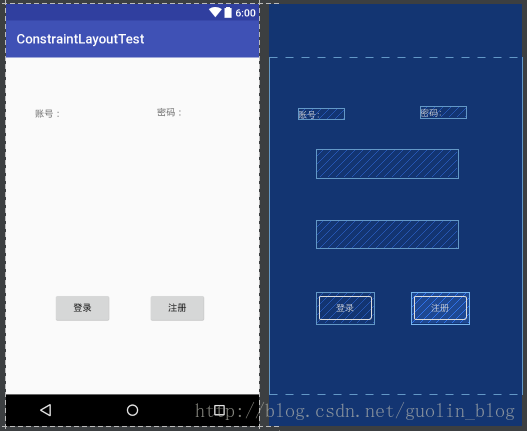 6:00
ConstraintLayoutTest
账号：
密码：
登录
注册
账号：
密码：
登录
注册
http://blog.csdn.net/guolin_blog